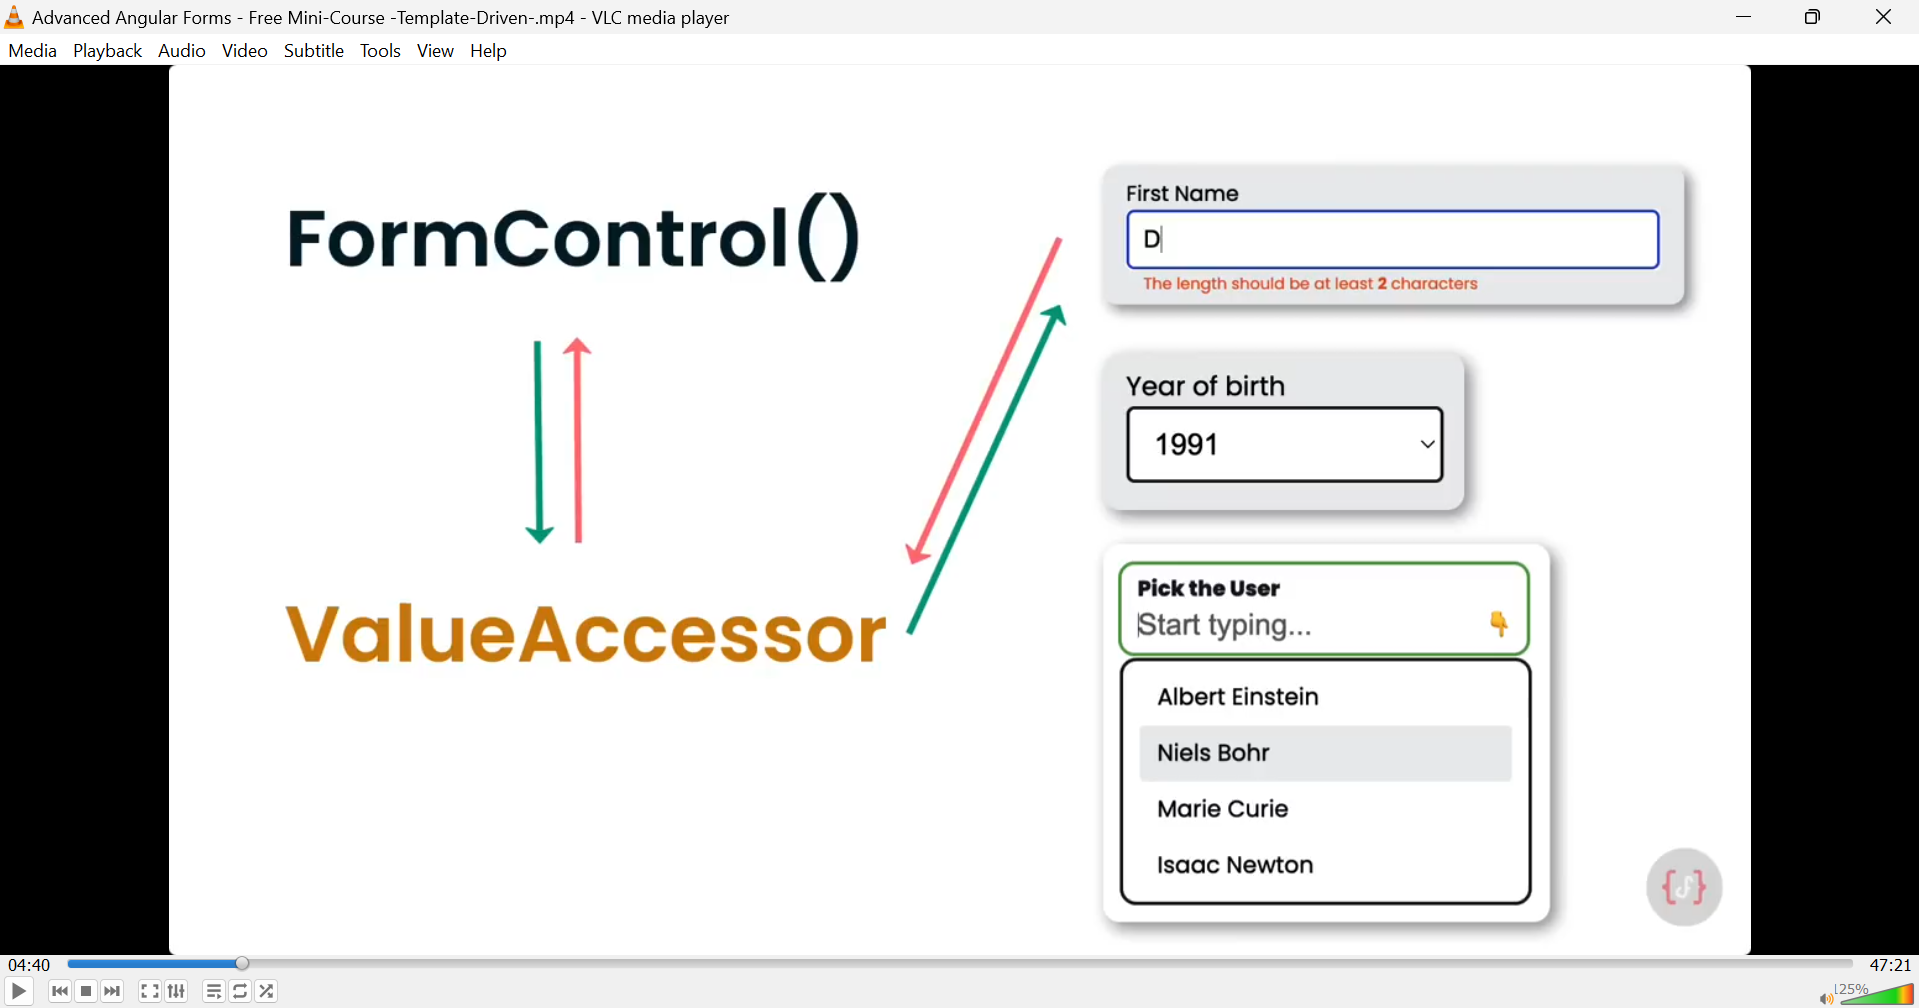 Advanced Angular Forms - Free Mini-Course -Template-Driven-.mp4 - VLC media player
Media Playback Audio Video Subtitle Tools View Help
FormControl()
ValueAccessor
First Name
D
The length should be at least 2 characters
Year of birth
1991
Pick the User
Start typing...
Albert Einstein
Niels Bohr
Marie Curie
Isaac Newton
04:40
47:21
125%